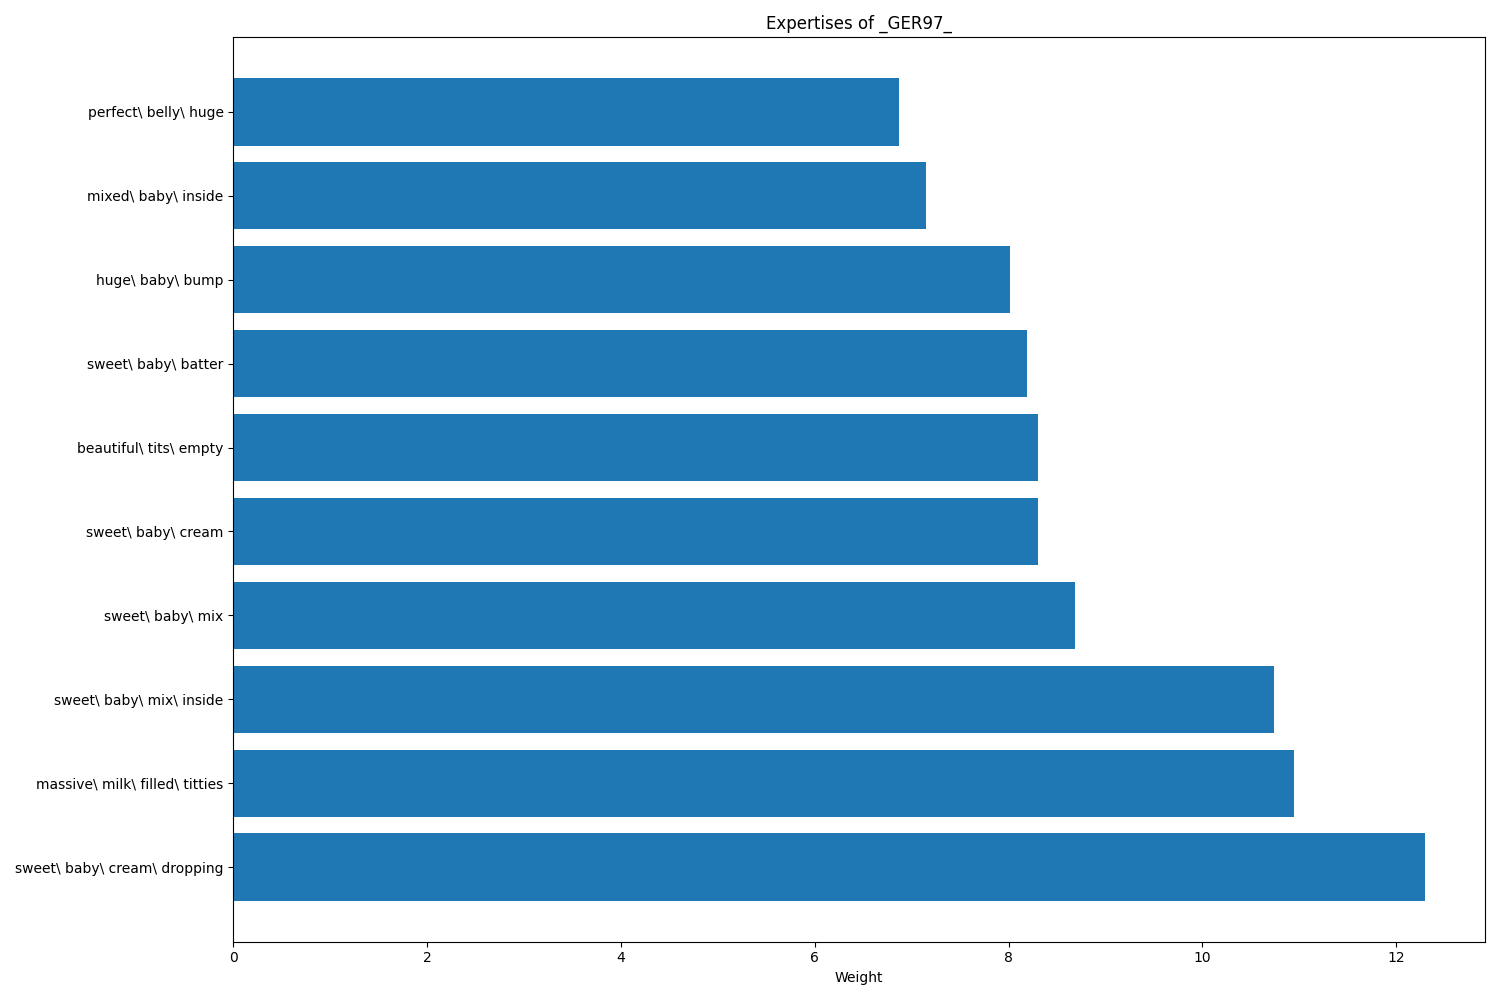 Expertises of _GER97_
perfect\ belly\ huge
mixed\ baby\ inside
huge\ baby\ bump
sweet\ baby\ batter
beautiful\ tits\ empty
sweet\ baby\ cream
sweet\ baby\ mix
sweet\ baby\ mix\ inside
massive\ milk\ filled\ titties
sweet\ baby\ cream\ dropping
0 2 4 6 8 10 12
Weight